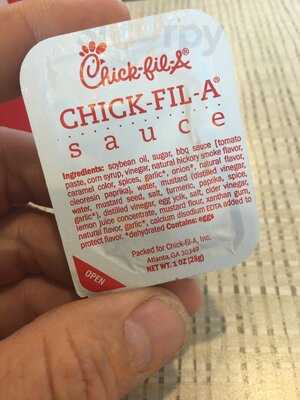 Chick-fil-A®
CHICK-FIL-A®
sauce
Ingredients: soybean oil, sugar, bbq sauce [tomato
paste, corn syrup, vinegar, natural hickory smoke flavor,
caramel color, spices, garlic*, onions*, natural flavor,
oleoresin paprika], water, mustard [distilled vinegar,
water, mustard seed, salt, turmeric, paprika, spice,
garlic*], distilled vinegar, egg yolk, salt, cider vinegar,
lemon juice concentrate, mustard flour, xanthan gum,
natural flavor, garlic*, calcium disodium EDTA added to
protect flavor. *dehydrated Contains: eggs
Packed for Chick-fil-A, Inc.
Atlanta, GA 30349
NET WT. 1 OZ (28g)
OPEN